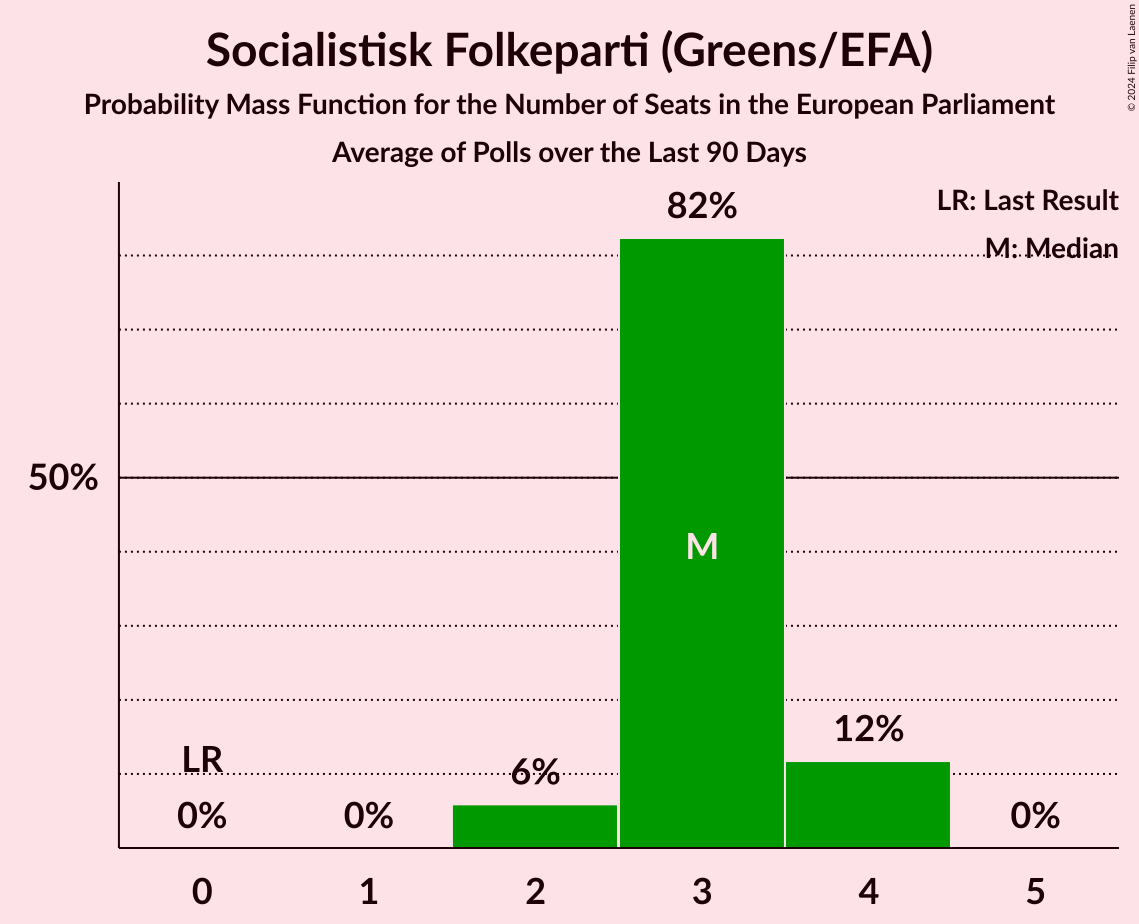 Socialistisk Folkeparti (Greens/EFA)
Probability Mass Function for the Number of Seats in the European Parliament
Average of Polls over the Last 90 Days
© 2024 Filip van Laenen
LR: Last Result
M: Median
82%
50%
M
12%
LR
6%
0%
0%
0%
0 1 2 3 4 5